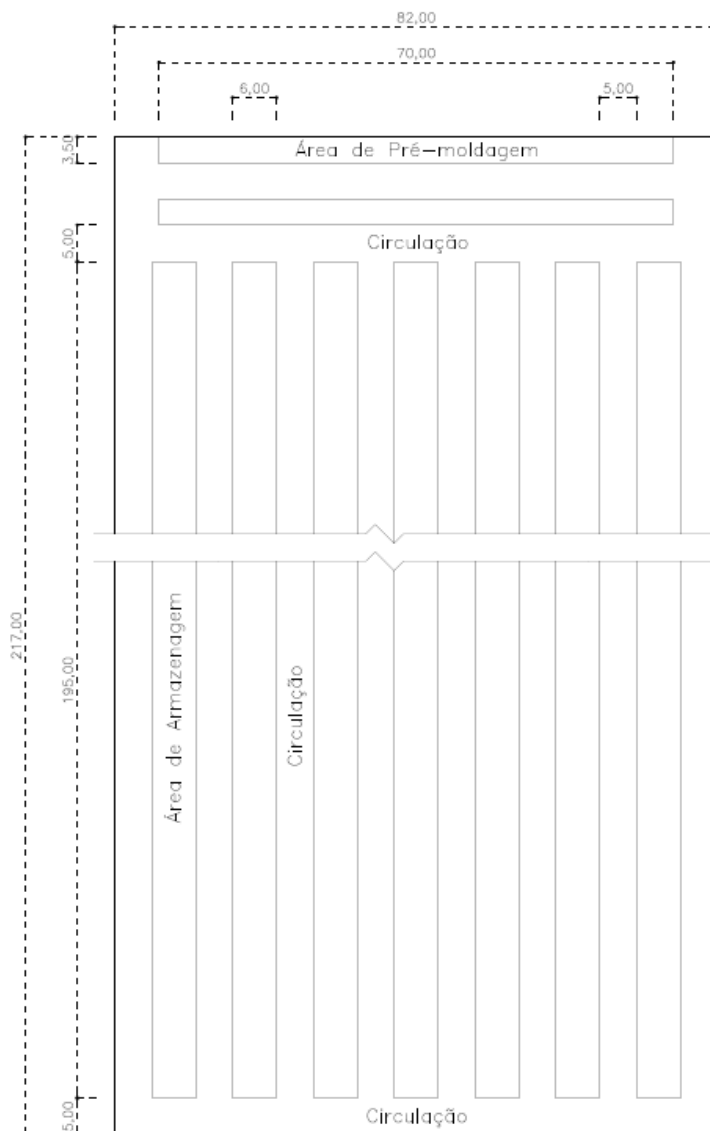 82,00
70,00
6,00
5,00
3,50
Área de Pré-moldagem
5,00
Circulação
217,00
195,00
Área de Armazenagem
Circulação
5,00
Circulação